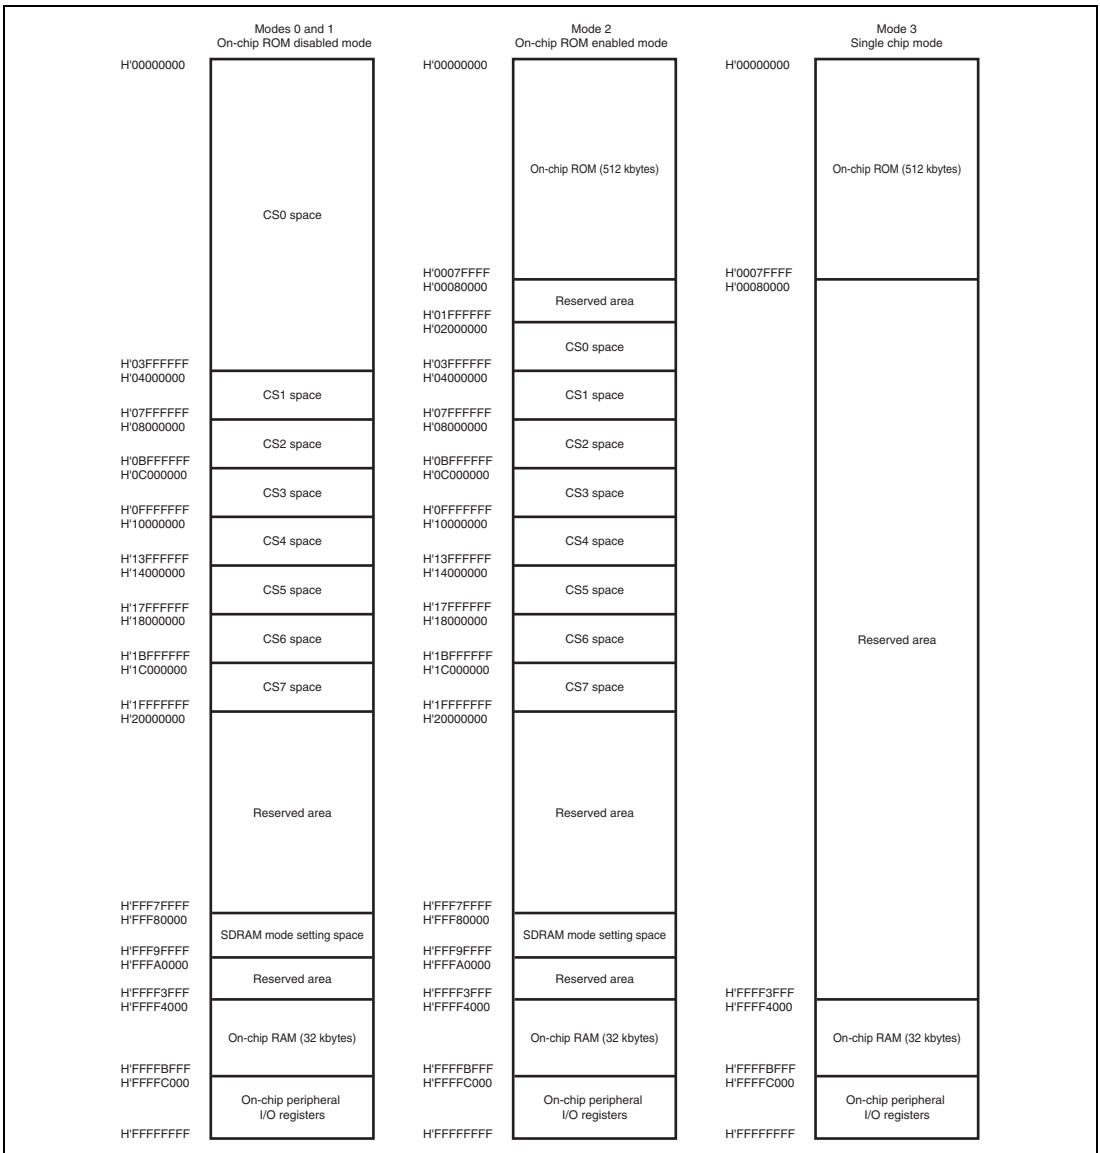 Modes 0 and 1
On-chip ROM disabled mode
H'00000000
CS0 space
H'03FFFFFF
H'04000000
CS1 space
H'07FFFFFF
H'08000000
CS2 space
H'0BFFFFFF
H'0C000000
CS3 space
H'0FFFFFFF
H'10000000
CS4 space
H'13FFFFFF
H'14000000
CS5 space
H'17FFFFFF
H'18000000
CS6 space
H'1BFFFFFF
H'1C000000
CS7 space
H'1FFFFFFF
H'20000000
Reserved area
H'FFF7FFFF
H'FFF80000
SDRAM mode setting space
H'FFF9FFFF
H'FFFA0000
Reserved area
H'FFFF3FFF
H'FFFF4000
On-chip RAM (32 kbytes)
H'FFFFBFFF
H'FFFFC000
On-chip peripheral
I/O registers
H'FFFFFFFF
Mode 2
On-chip ROM enabled mode
H'00000000
On-chip ROM (512 kbytes)
H'0007FFFF
H'00080000
Reserved area
H'01FFFFFF
H'02000000
CS0 space
H'03FFFFFF
H'04000000
CS1 space
H'07FFFFFF
H'08000000
CS2 space
H'0BFFFFFF
H'0C000000
CS3 space
H'0FFFFFFF
H'10000000
CS4 space
H'13FFFFFF
H'14000000
CS5 space
H'17FFFFFF
H'18000000
CS6 space
H'1BFFFFFF
H'1C000000
CS7 space
H'1FFFFFFF
H'20000000
Reserved area
H'FFF7FFFF
H'FFF80000
SDRAM mode setting space
H'FFF9FFFF
H'FFFA0000
Reserved area
H'FFFF3FFF
H'FFFF4000
On-chip RAM (32 kbytes)
H'FFFFBFFF
H'FFFFC000
On-chip peripheral
I/O registers
H'FFFFFFFF
Mode 3
Single chip mode
H'00000000
On-chip ROM (512 kbytes)
H'0007FFFF
H'00080000
Reserved area
H'FFFF3FFF
H'FFFF4000
On-chip RAM (32 kbytes)
H'FFFFBFFF
H'FFFFC000
On-chip peripheral
I/O registers
H'FFFFFFFF